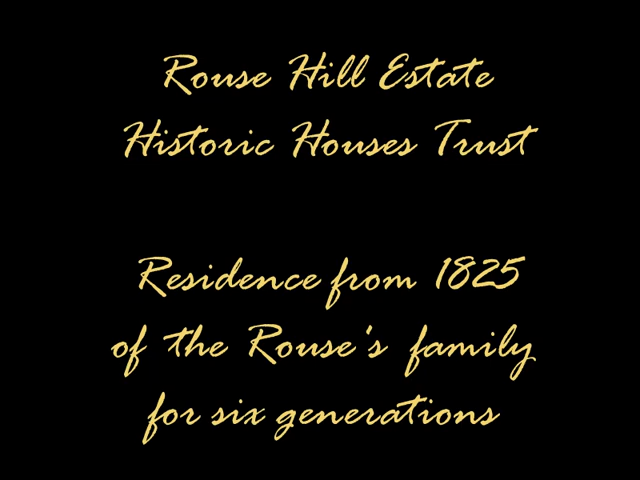 Rouse Hill Estate
Historic Houses Trust
Residence from 1825
of the Rouse's family
for six generations